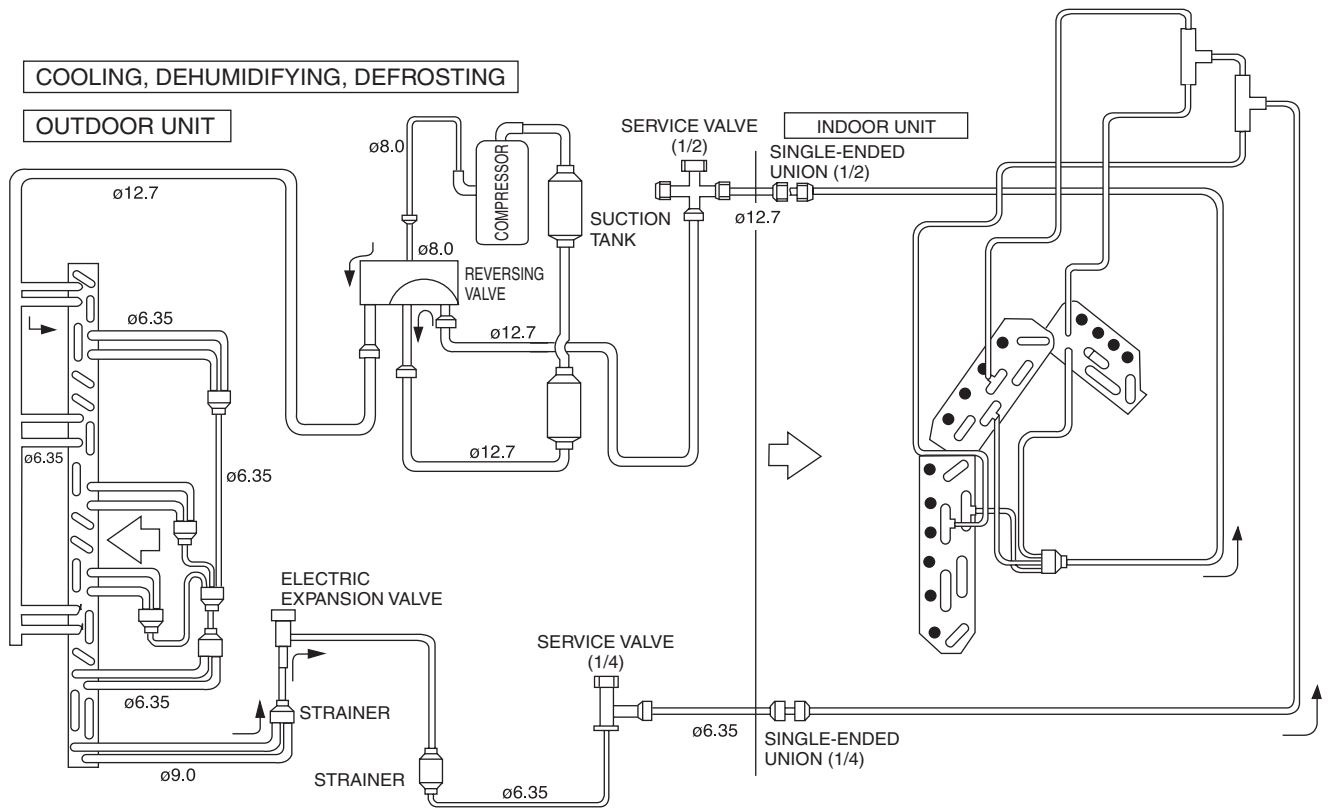 COOLING, DEHUMIDIFYING, DEFROSTING
OUTDOOR UNIT
ø8.0
COMPRESSOR
SERVICE VALVE
(1/2)
INDOOR UNIT
SINGLE-ENDED
UNION (1/2)
ø12.7
SUCTION
TANK
ø12.7
ø8.0
REVERSING
VALVE
ø6.35
ø12.7
ø12.7
ø6.35
ø6.35
ELECTRIC
EXPANSION VALVE
SERVICE VALVE
(1/4)
ø6.35
STRAINER
ø6.35
SINGLE-ENDED
UNION (1/4)
ø9.0
STRAINER
ø6.35